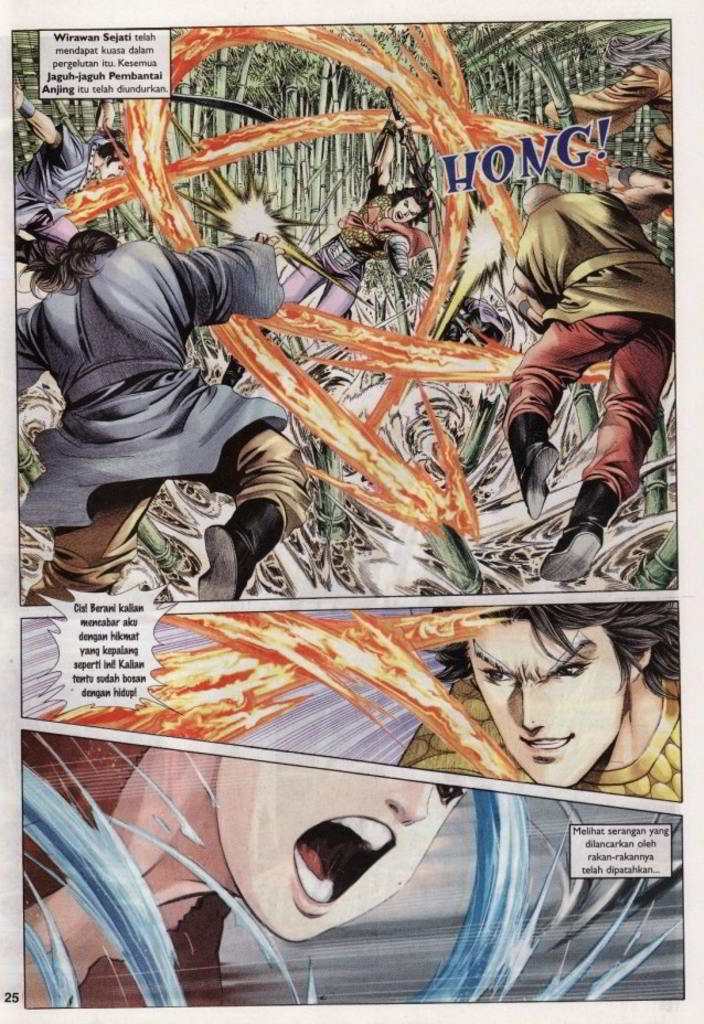 Wirawan Sejati telah
mendapat kuasa dalam
pergelutan itu. Kesemua
Jaguh-jaguh Pembantai
Anjing itu telah diundurkan.
HONG!
Cis! Berani kalian
mencabar aku
dengan hikmat
yang kepalang
seperti ini! Kalian
tentu sudah bosan
dengan hidup!
Melihat serangan yang
dilancarkan oleh
rakan-rakannya
telah dipatahkan...
25